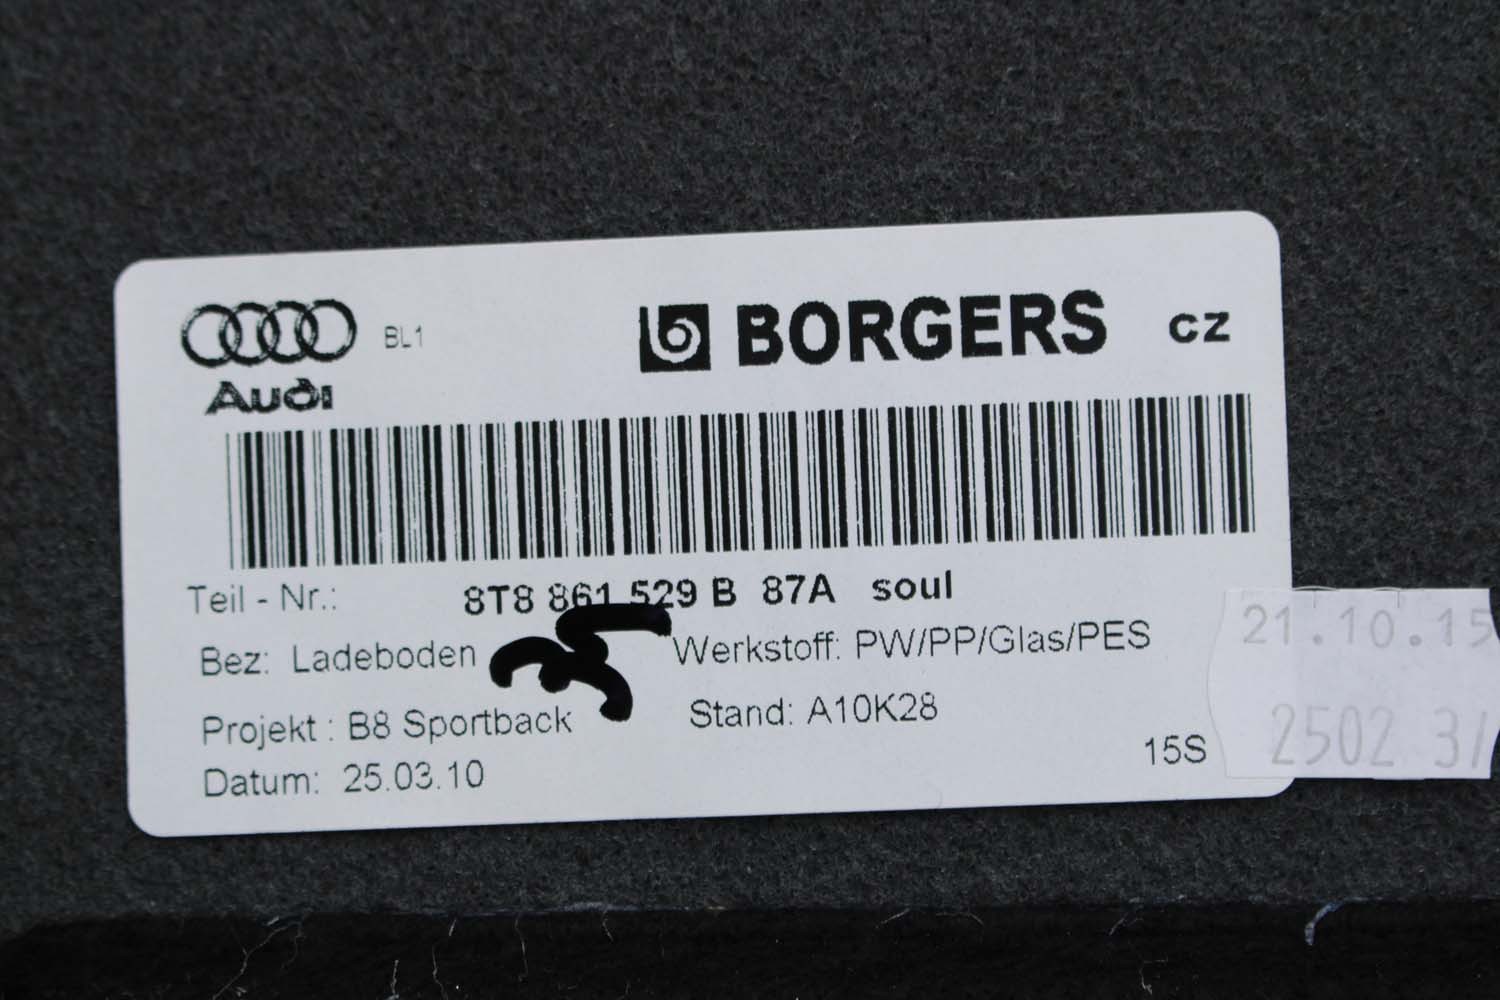 BL1 BORGERS CZ
Audi
Teil - Nr.: 8T8 861 529 B 87A soul
Bez: Ladeboden Werkstoff: PW/PP/Glas/PES
Projekt : B8 Sportback Stand: A10K28
Datum: 25.03.10 15S
21.10.15
2502 31